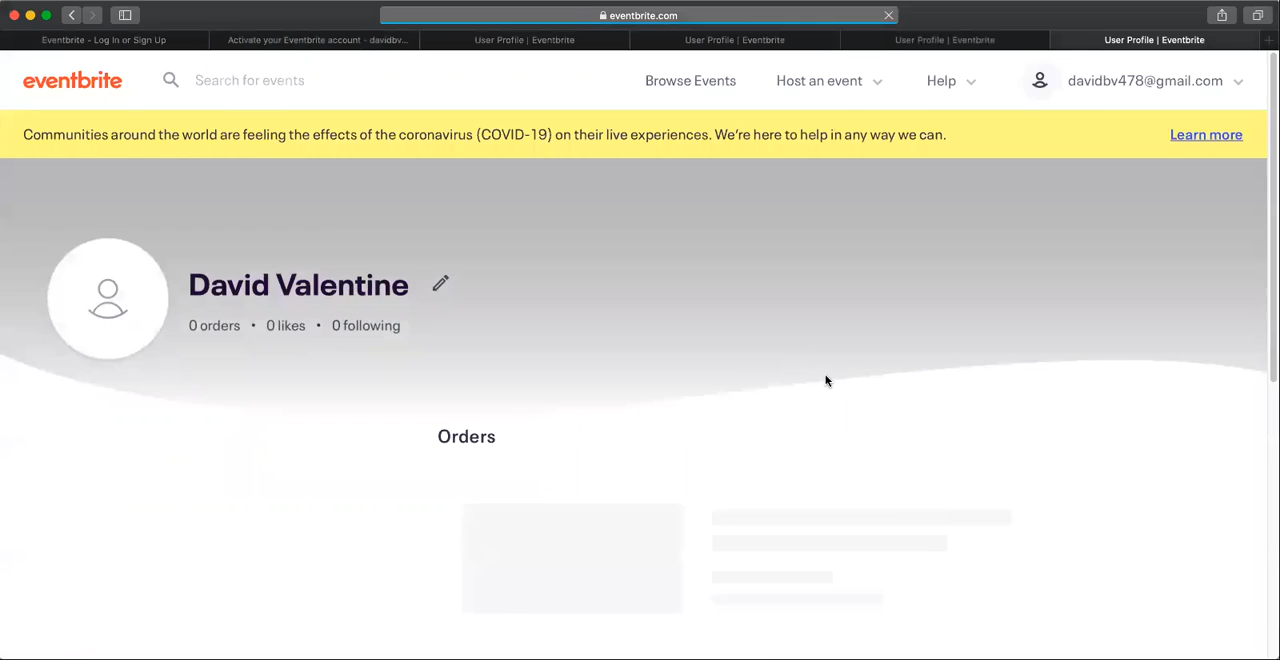 eventbrite.com
Eventbrite - Log In or Sign Up
Activate your Eventbrite account - davidbv...
User Profile | Eventbrite
User Profile | Eventbrite
User Profile | Eventbrite
User Profile | Eventbrite
eventbrite
Search for events
Browse Events
Host an event
Help
davidbv478@gmail.com
Communities around the world are feeling the effects of the coronavirus (COVID-19) on their live experiences. We're here to help in any way we can.
Learn more
David Valentine
0 orders • 0 likes • 0 following
Orders